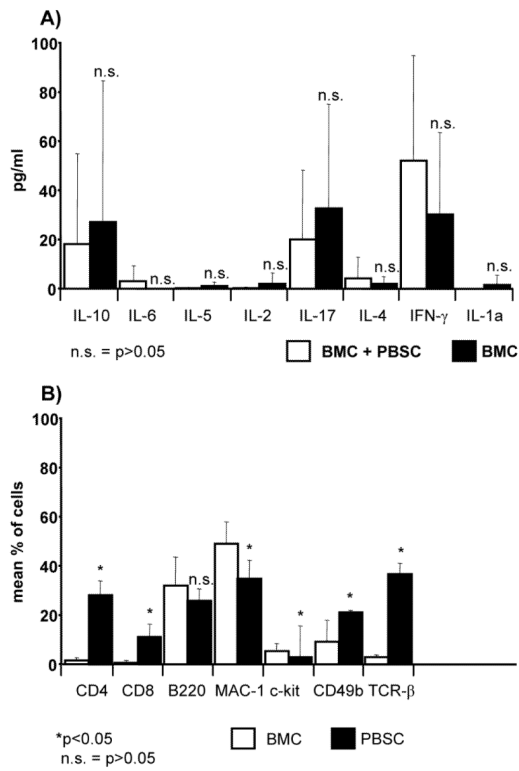 A)
100
80
60
40
20
0
pg/ml
n.s. n.s. n.s. n.s. n.s. n.s. n.s. n.s.
IL-10 IL-6 IL-5 IL-2 IL-17 IL-4 IFN-γ IL-1a
n.s. = p>0.05
BMC + PBSC BMC
B)
100
80
60
40
20
0
mean % of cells
* * n.s. * * * *
CD4 CD8 B220 MAC-1 c-kit CD49b TCR-β
*p<0.05
n.s. = p>0.05
BMC PBSC